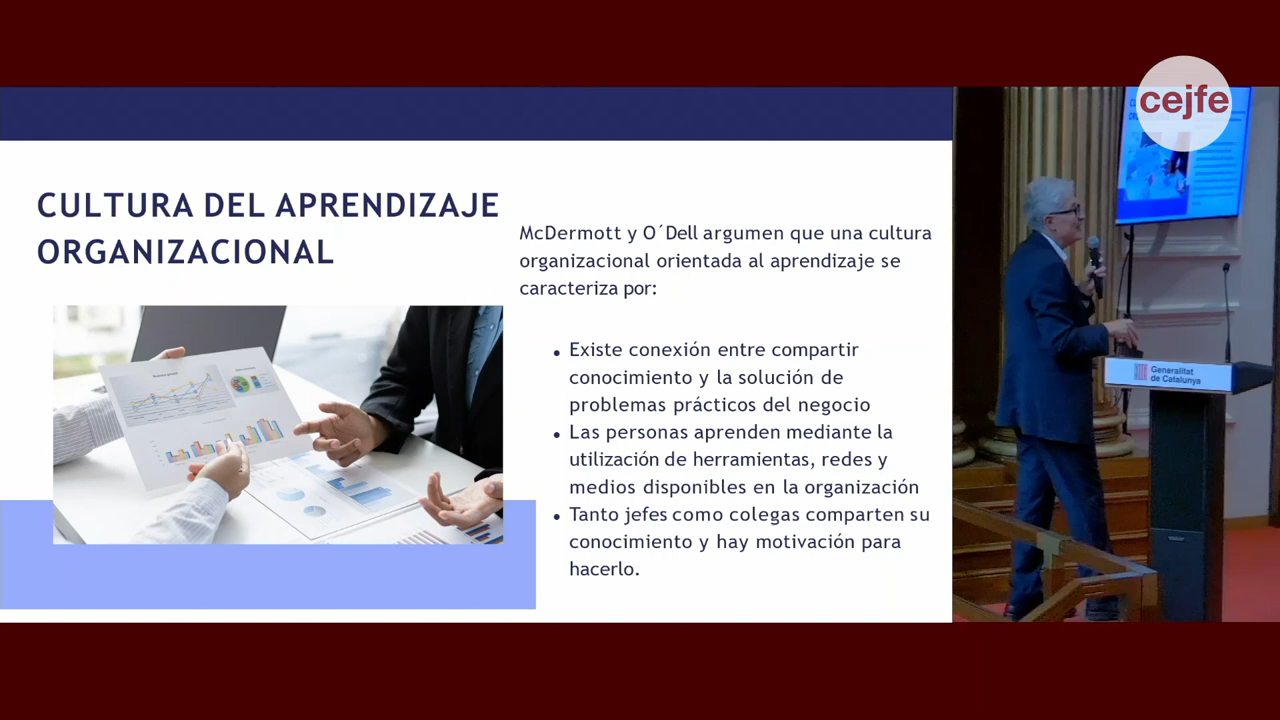 cejfe
CULTURA DEL APRENDIZAJE
ORGANIZACIONAL
McDermott y O´Dell argumen que una cultura
organizacional orientada al aprendizaje se
caracteriza por:
• Existe conexión entre compartir
conocimiento y la solución de
problemas prácticos del negocio
• Las personas aprenden mediante la
utilización de herramientas, redes y
medios disponibles en la organización
• Tanto jefes como colegas comparten su
conocimiento y hay motivación para
hacerlo.
Generalitat
de Catalunya